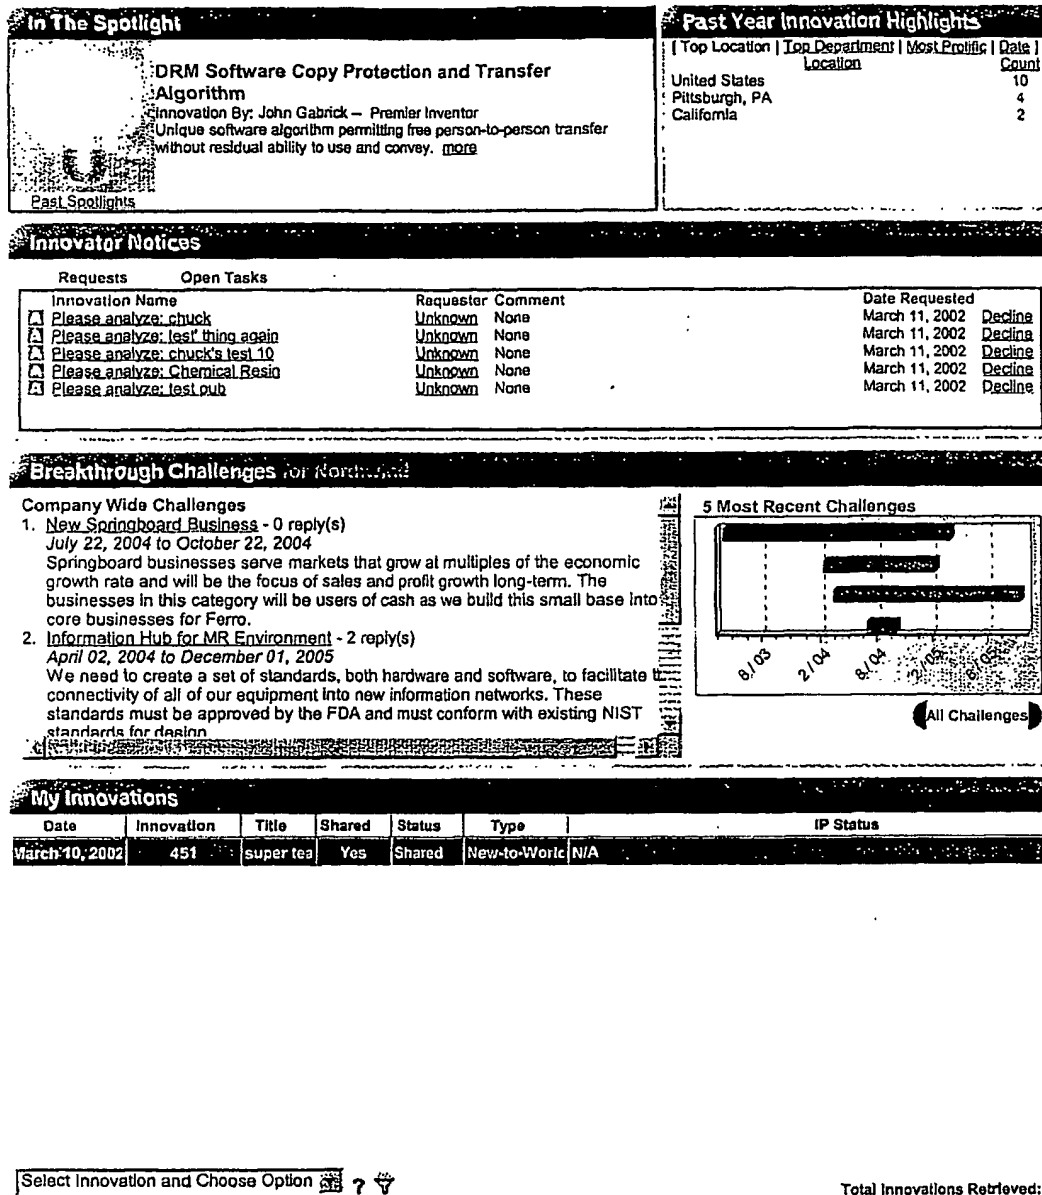 In The Spotlight
DRM Software Copy Protection and Transfer
Algorithm
Innovation By: John Gabrick – Premier Inventor
Unique software algorithm permitting free person-to-person transfer
without residual ability to use and convey. more
Past Spotlights
Past Year Innovation Highlights
[ Top Location | Top Department | Most Prolific | Date ]
Location Count
United States 10
Pittsburgh, PA 4
California 2
Innovator Notices
Requests Open Tasks
Innovation Name Requester Comment Date Requested
Please analyze: chuck Unknown None March 11, 2002 Decline
Please analyze: test' thing again Unknown None March 11, 2002 Decline
Please analyze: chuck's test 10 Unknown None March 11, 2002 Decline
Please analyze: Chemical Resin Unknown None March 11, 2002 Decline
Please analyze: test pub Unknown None March 11, 2002 Decline
Breakthrough Challenges for
Company Wide Challenges
1. New Springboard Business - 0 reply(s)
July 22, 2004 to October 22, 2004
Springboard businesses serve markets that grow at multiples of the economic
growth rate and will be the focus of sales and profit growth long-term. The
businesses in this category will be users of cash as we build this small base into
core businesses for Ferro.
2. Information Hub for MR Environment - 2 reply(s)
April 02, 2004 to December 01, 2005
We need to create a set of standards, both hardware and software, to facilitate
connectivity of all of our equipment into new information networks. These
standards must be approved by the FDA and must conform with existing NIST
standards for design
5 Most Recent Challenges
8/03 2/04 8/04 2/05 8/05
All Challenges
My Innovations
Date Innovation Title Shared Status Type IP Status
March 10, 2002 451 super tea Yes Shared New-to-Worlc N/A
Select Innovation and Choose Option ?
Total Innovations Retrieved: